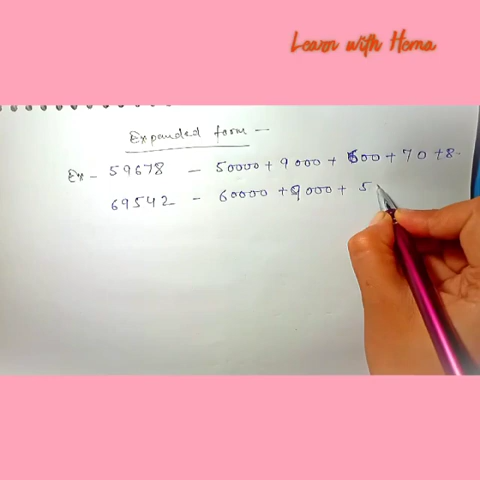 Learn with Hema
Expanded form -
Ex - 59678 - 50000 + 9000 + 600 + 70 + 8 -
69542 - 60000 + 9000 + 5